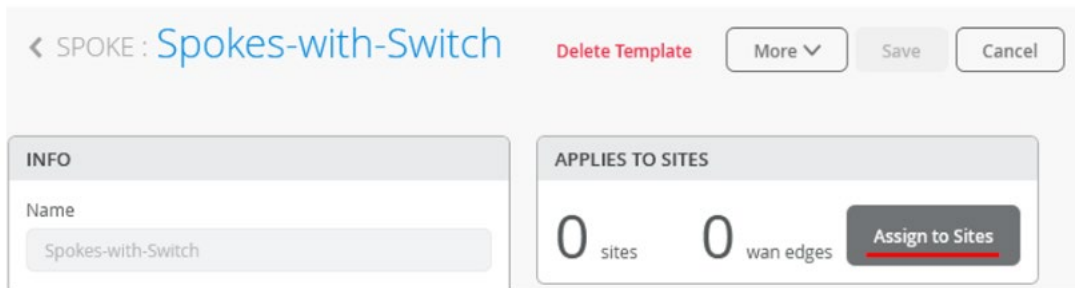 SPOKE : Spokes-with-Switch
Delete Template
More
Save
Cancel
INFO
APPLIES TO SITES
Name
Spokes-with-Switch
0 sites
0 wan edges
Assign to Sites